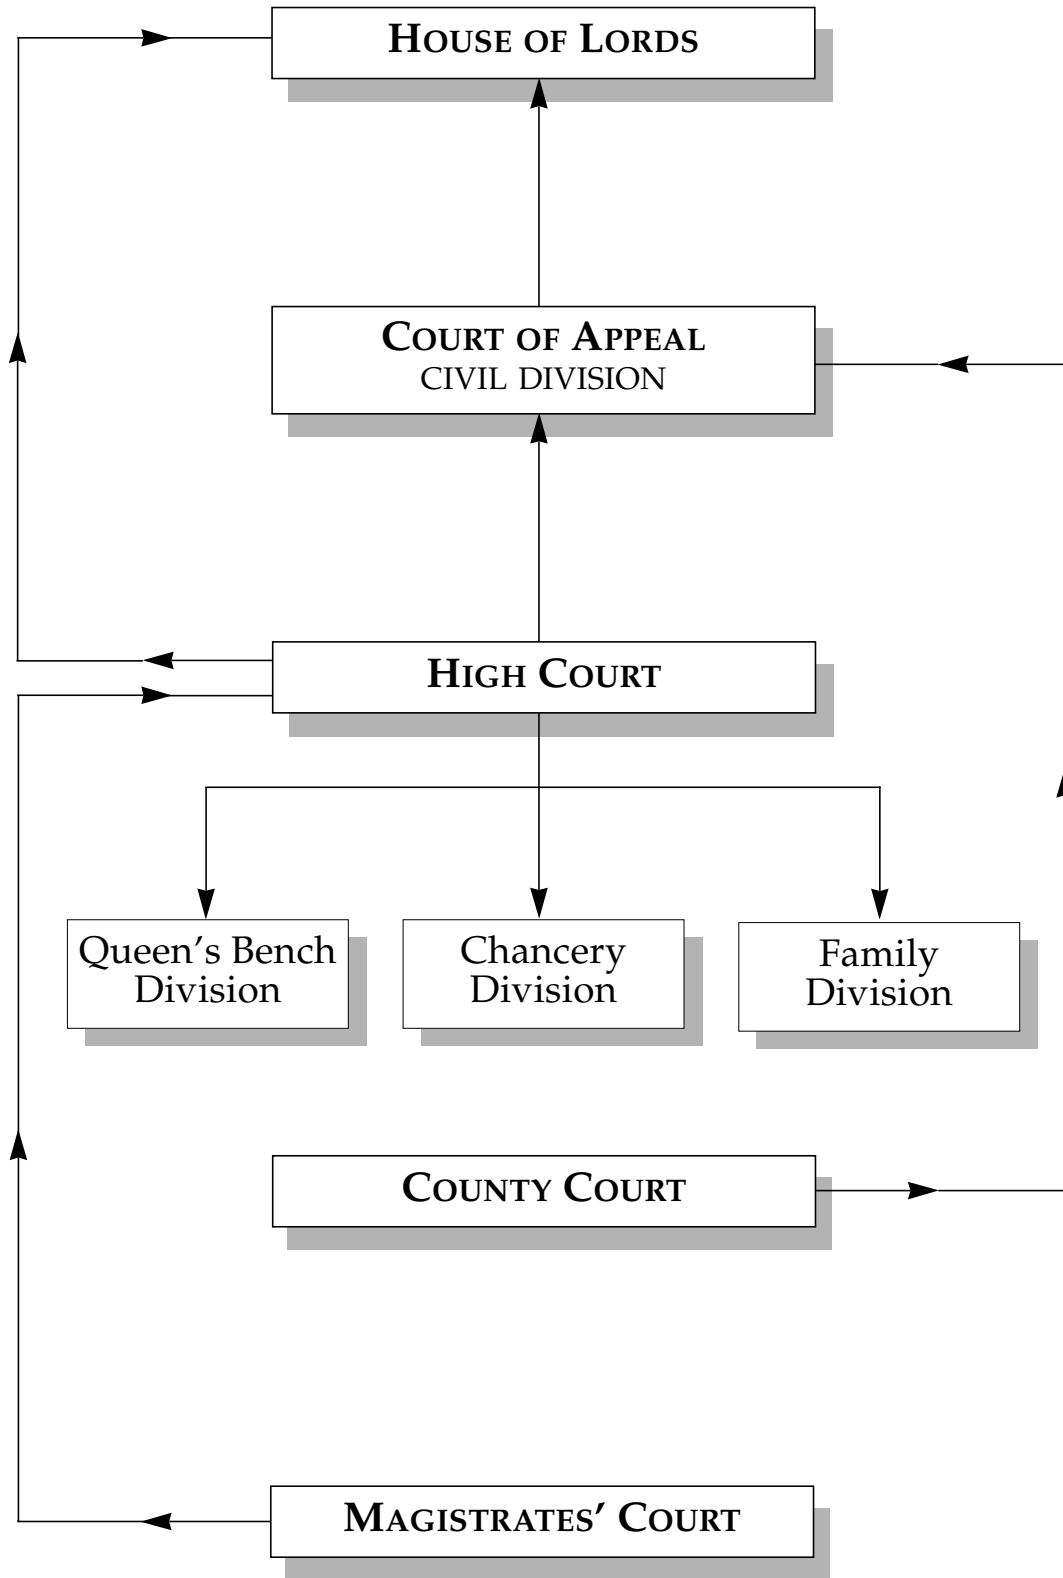 HOUSE OF LORDS
COURT OF APPEAL
CIVIL DIVISION
HIGH COURT
Queen's Bench
Division
Chancery
Division
Family
Division
COUNTY COURT
MAGISTRATES' COURT